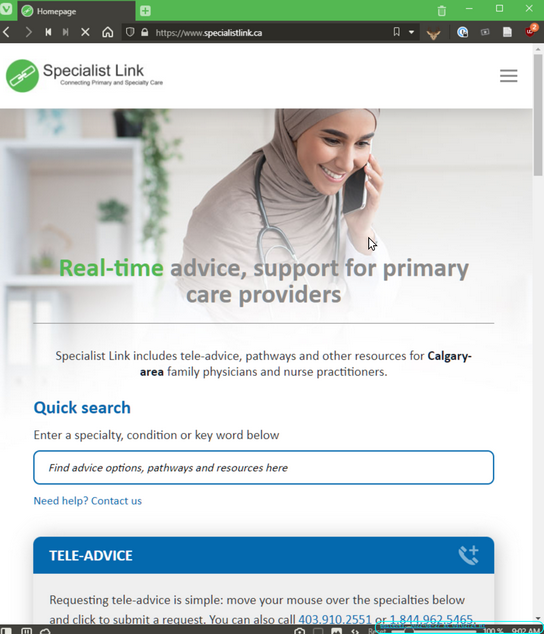 Homepage
https://www.specialistlink.ca
2
Specialist Link
Connecting Primary and Specialty Care
Real-time advice, support for primary
care providers
Specialist Link includes tele-advice, pathways and other resources for Calgary-
area family physicians and nurse practitioners.
Quick search
Enter a specialty, condition or key word below
Find advice options, pathways and resources here
Need help? Contact us
TELE-ADVICE
Requesting tele-advice is simple: move your mouse over the specialties below
and click to submit a request. You can also call 403.910.2551 or 1.844.962.5465.
100 %
9:02 AM